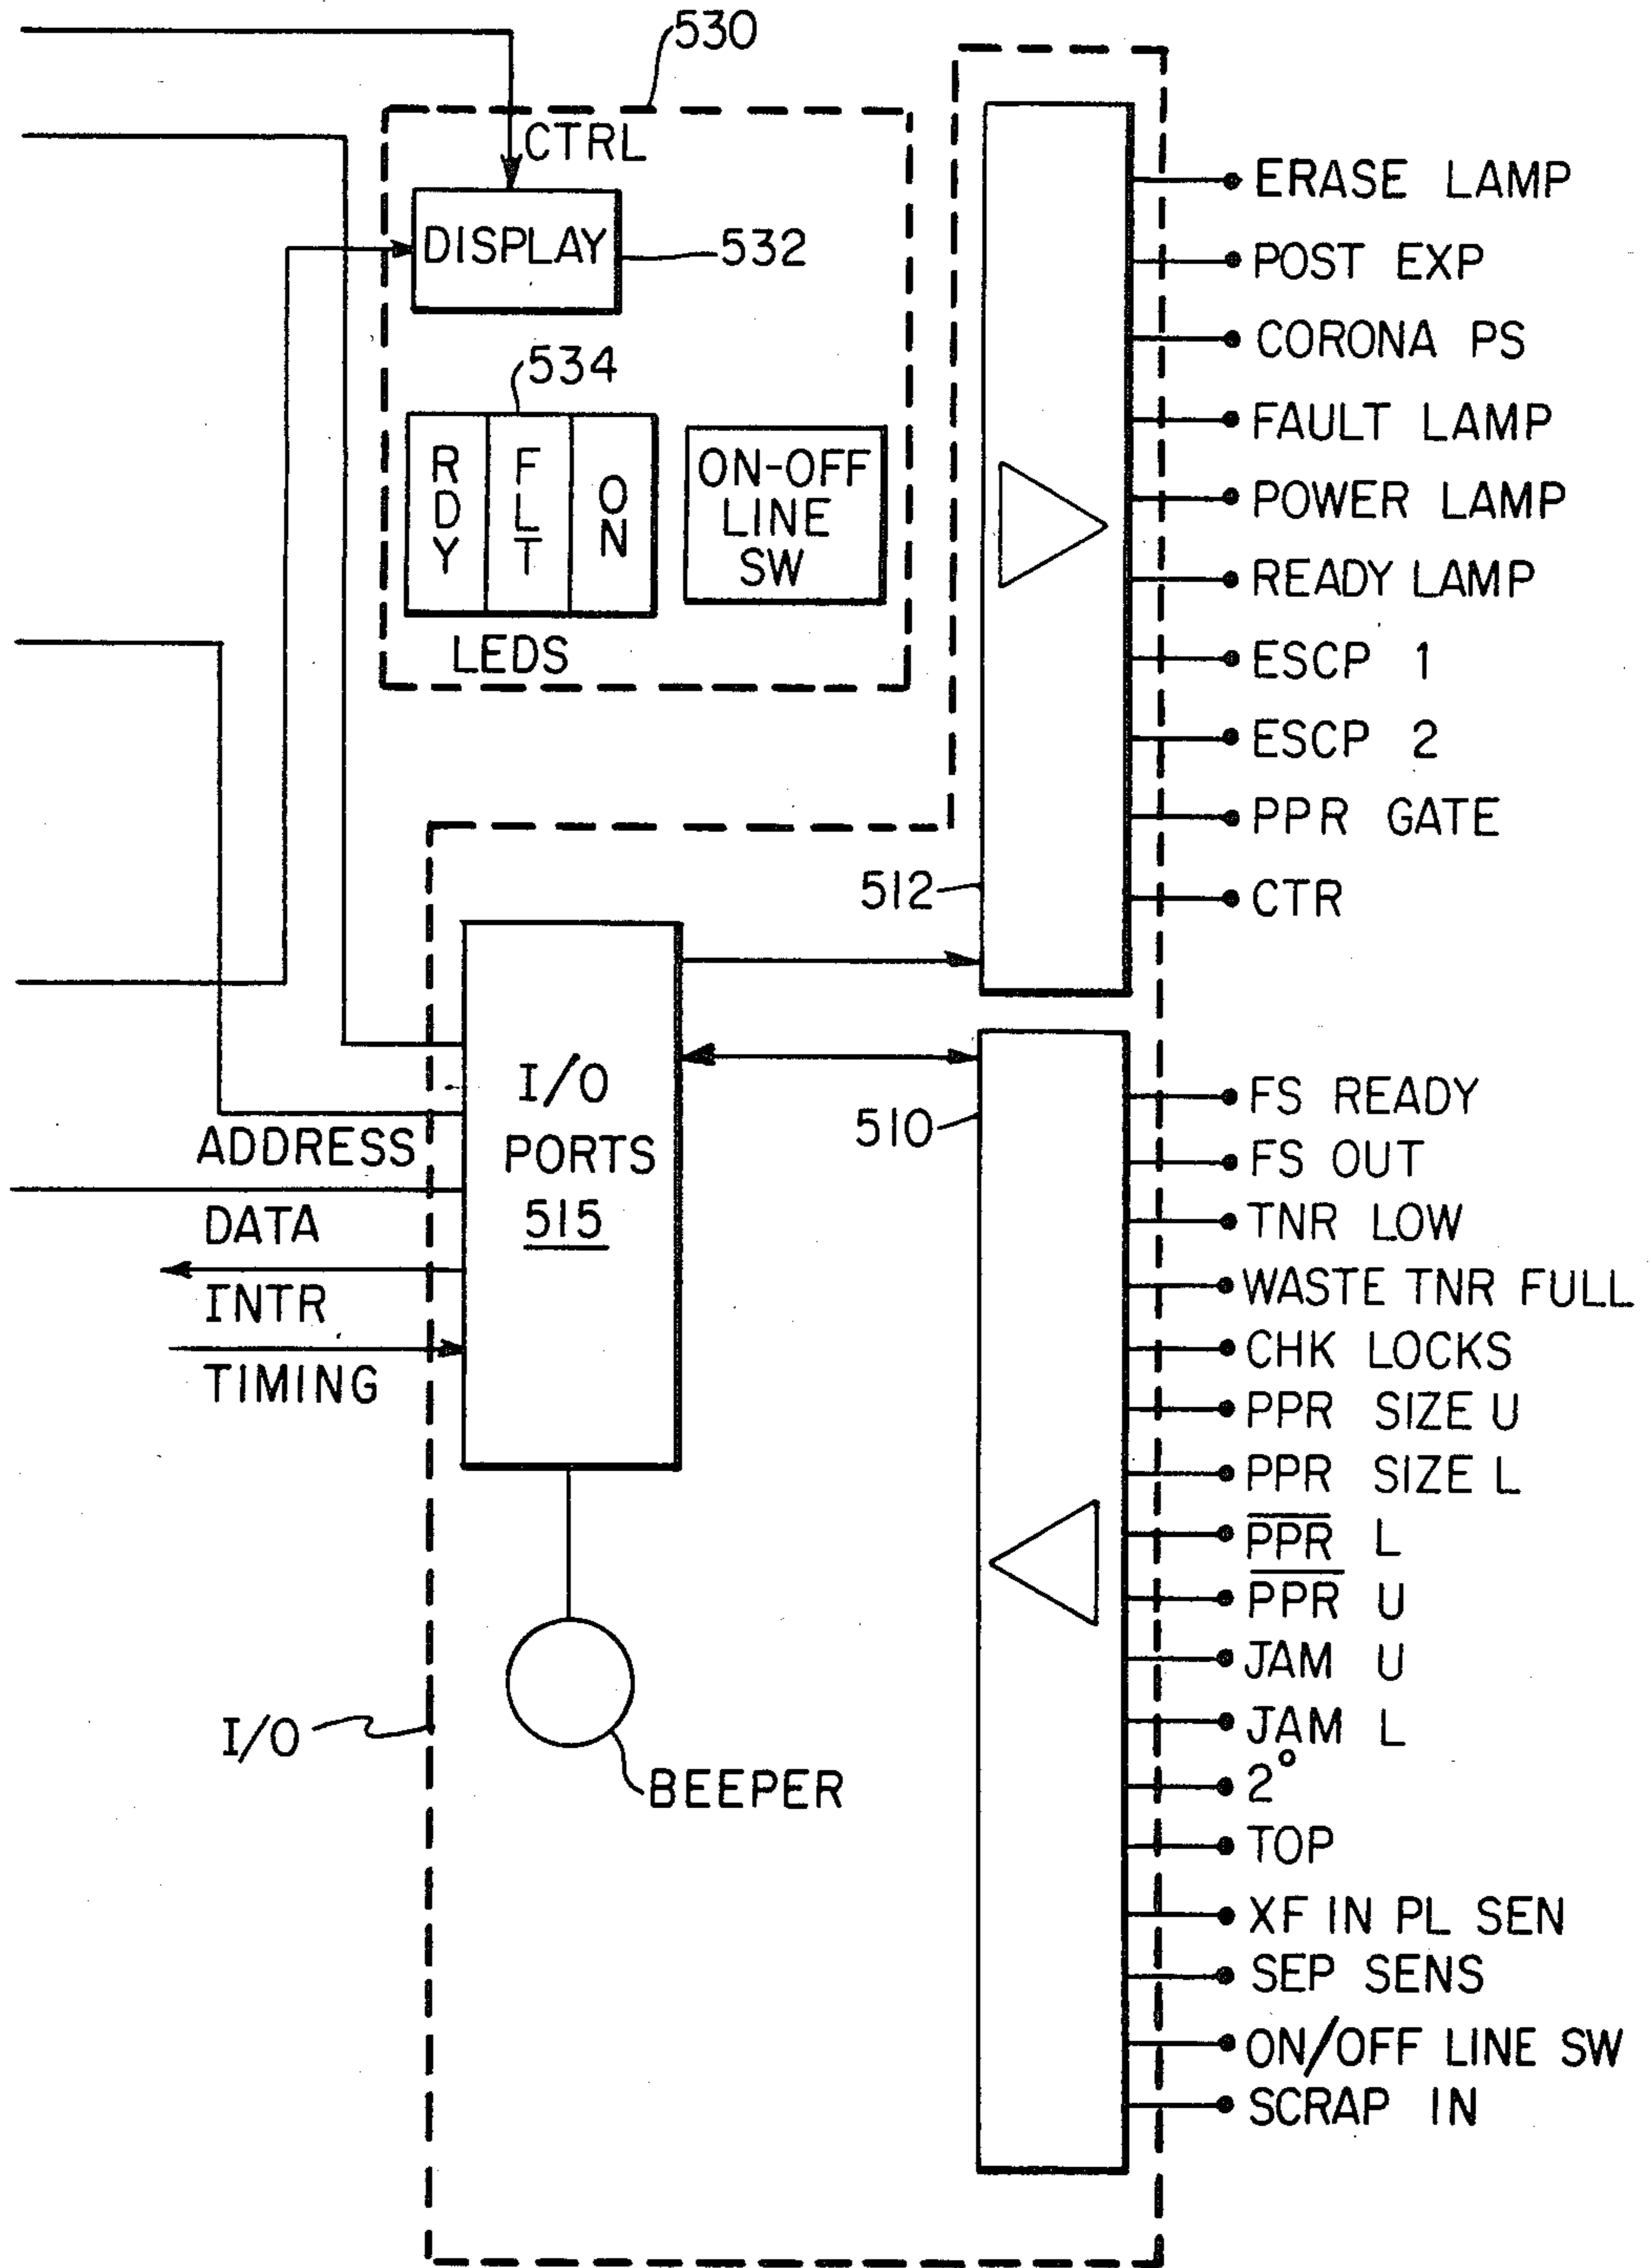 530
CTRL
DISPLAY
532
534
RDY
FLT
ON
ON-OFF
LINE
SW
LEDS
ERASE LAMP
POST EXP
CORONA PS
FAULT LAMP
POWER LAMP
READY LAMP
ESCP 1
ESCP 2
PPR GATE
CTR
512
I/O
PORTS
515
ADDRESS
DATA
INTR
TIMING
510
FS READY
FS OUT
TNR LOW
WASTE TNR FULL
CHK LOCKS
PPR SIZE U
PPR SIZE L
P̅P̅R̅ L
P̅P̅R̅ U
JAM U
JAM L
2°
TOP
XF IN PL SEN
SEP SENS
ON/OFF LINE SW
SCRAP IN
I/O
BEEPER